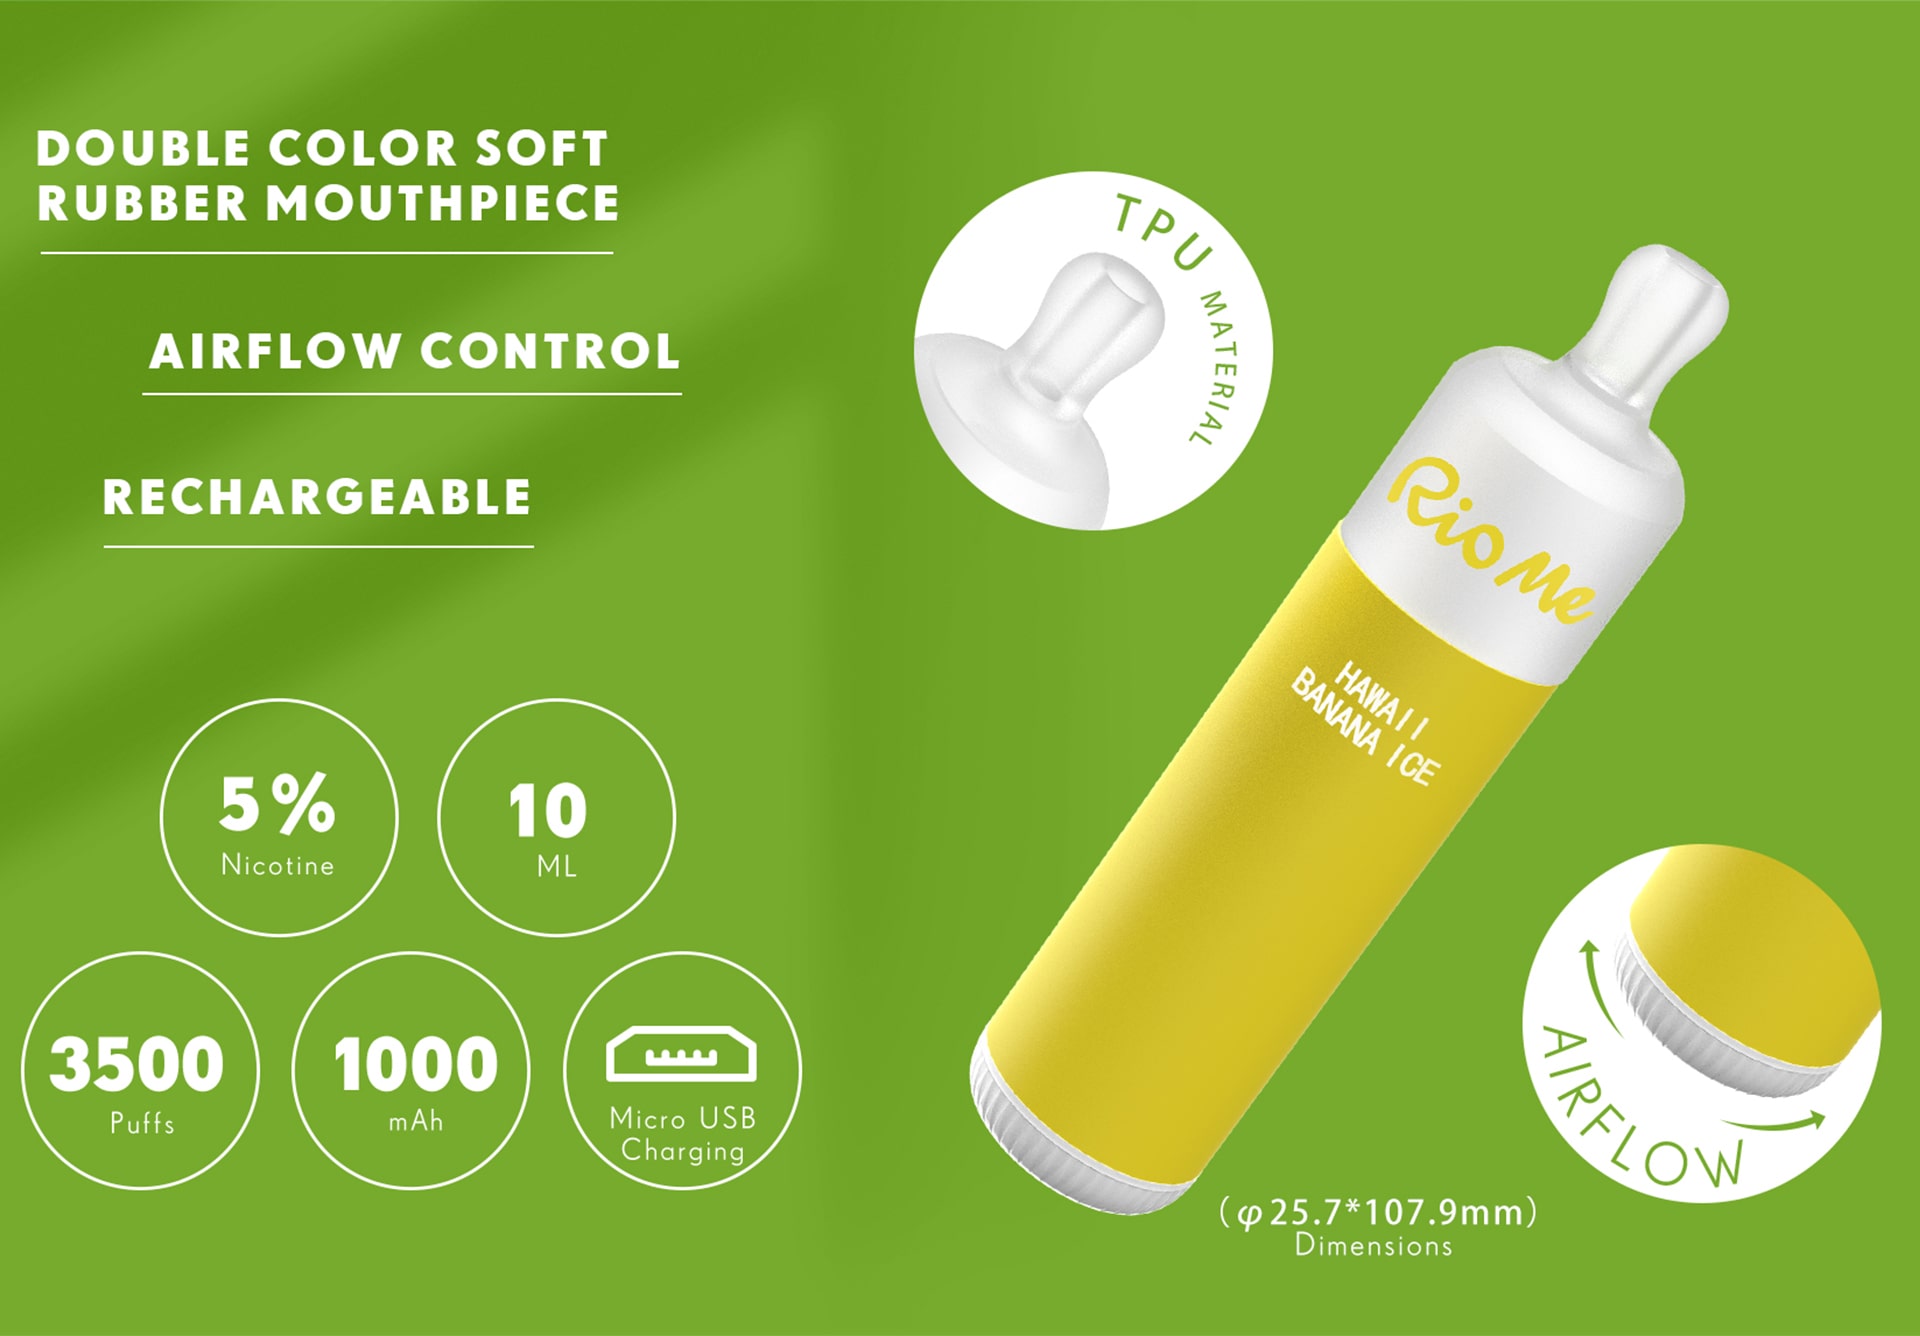 DOUBLE COLOR SOFT
RUBBER MOUTHPIECE
AIRFLOW CONTROL
RECHARGEABLE
5%
Nicotine
10
ML
3500
Puffs
1000
mAh
Micro USB
Charging
TPU MATERIAL
Rio Me
HAWAII
BANANA ICE
AIRFLOW
(φ25.7*107.9mm)
Dimensions